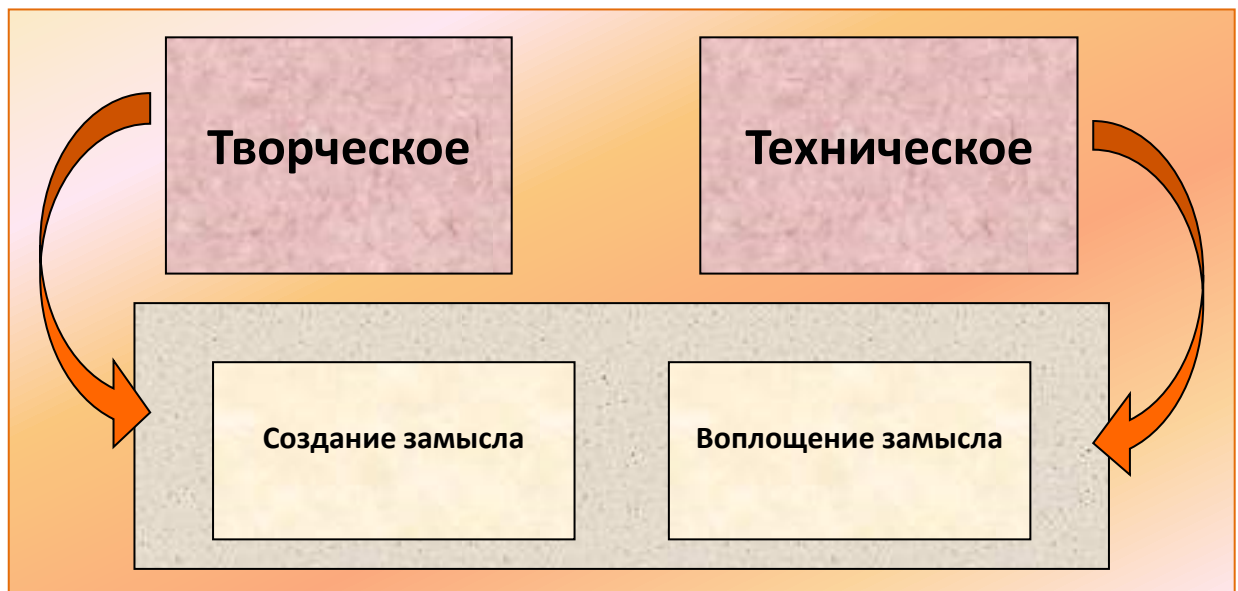 Творческое
Техническое
Создание замысла
Воплощение замысла